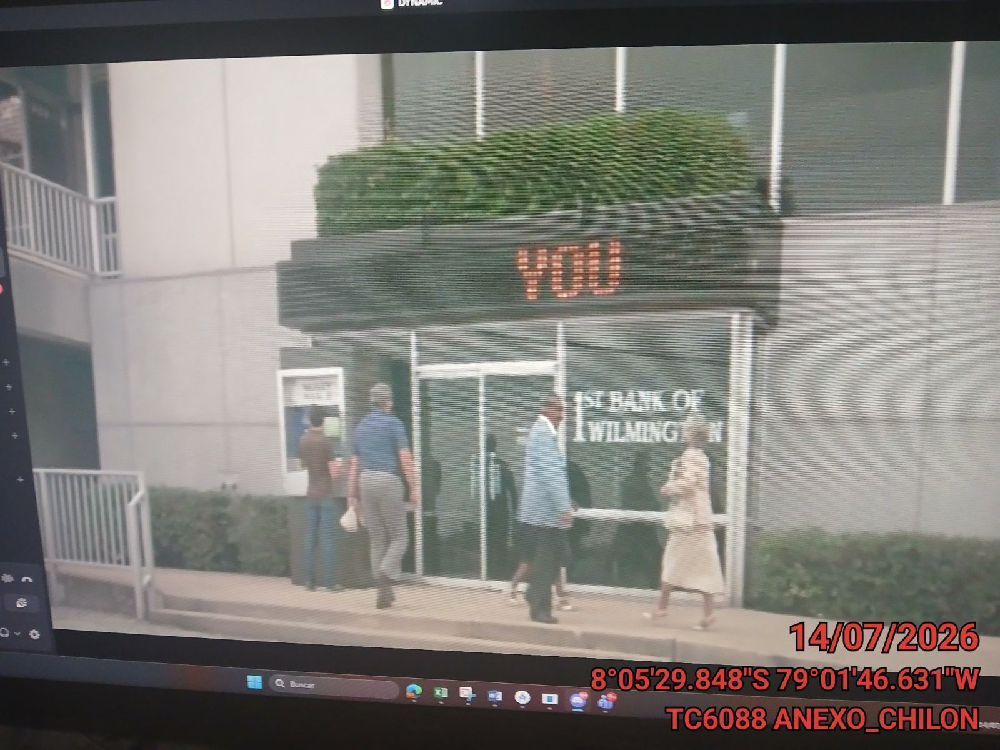 DYNAMIC
YOU
1ST BANK OF
WILMINGT N
Buscar
14/07/2026
8°05'29.848"S 79°01'46.631"W
TC6088 ANEXO_CHILON